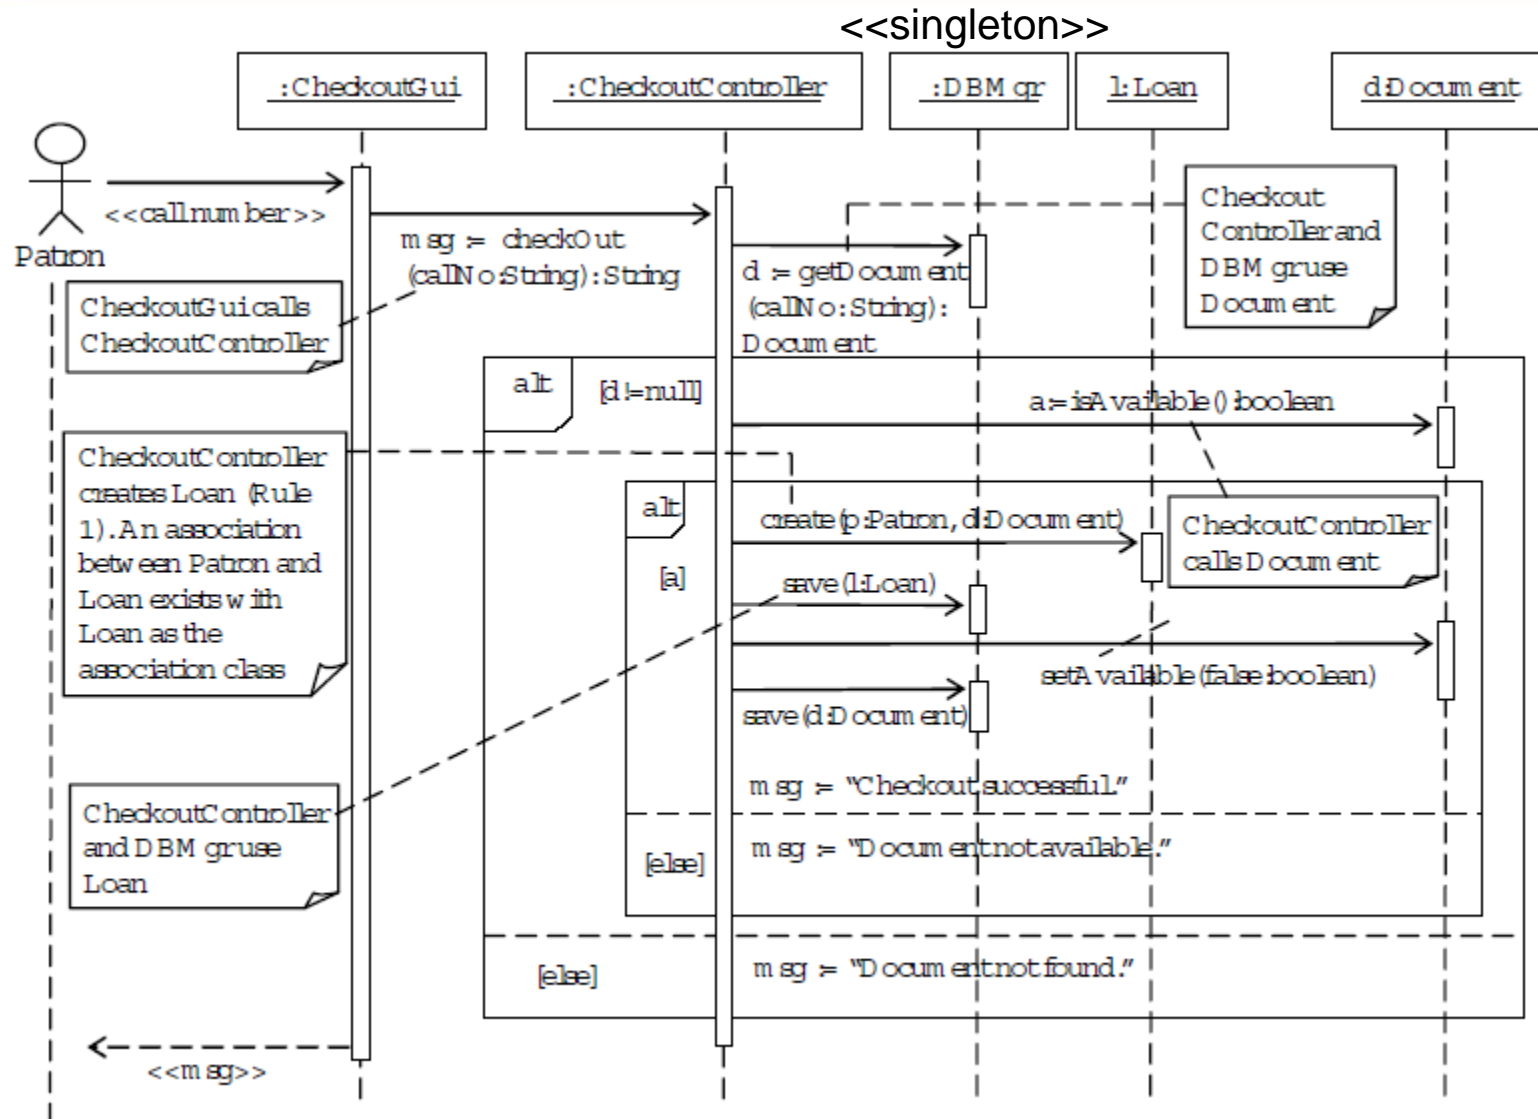 <<singleton>>
:CheckoutGui
:CheckoutController
:DBMgr
l:Loan
d:Document
Patron
<<callnumber>>
msg := checkOut
(callNo:String):String
d := getDocument
(callNo:String):
Document
Checkout
Controller and
DBMgr use
Document
CheckoutGui calls
CheckoutController
alt
[d!=null]
a:=isAvailable():boolean
CheckoutController
creates Loan (Rule
1). An association
between Patron and
Loan exists with
Loan as the
association class
alt
create(p:Patron, d:Document)
CheckoutController
calls Document
[a]
save(l:Loan)
setAvailable(false:boolean)
save(d:Document)
msg := "Checkout successful."
CheckoutController
and DBMgr use
Loan
[else]
msg := "Document not available."
[else]
msg := "Document not found."
<<msg>>